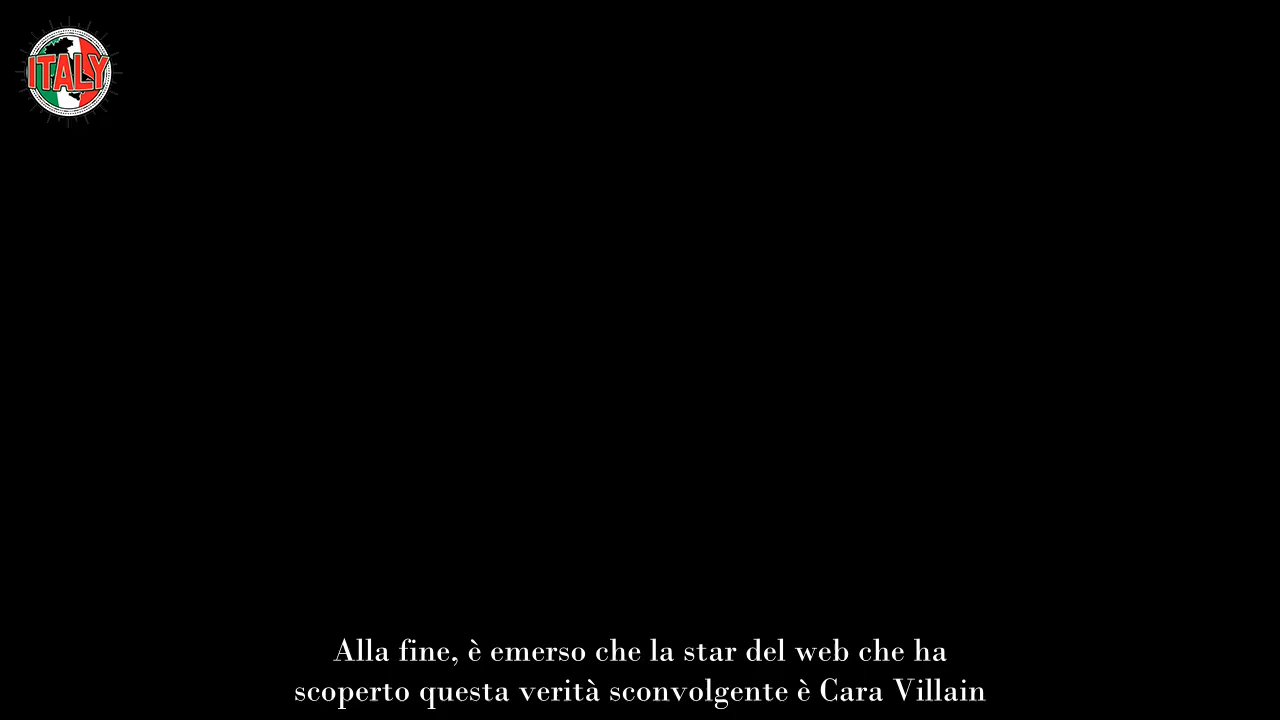 ITALY
Alla fine, è emerso che la star del web che ha
scoperto questa verità sconvolgente è Cara Villain